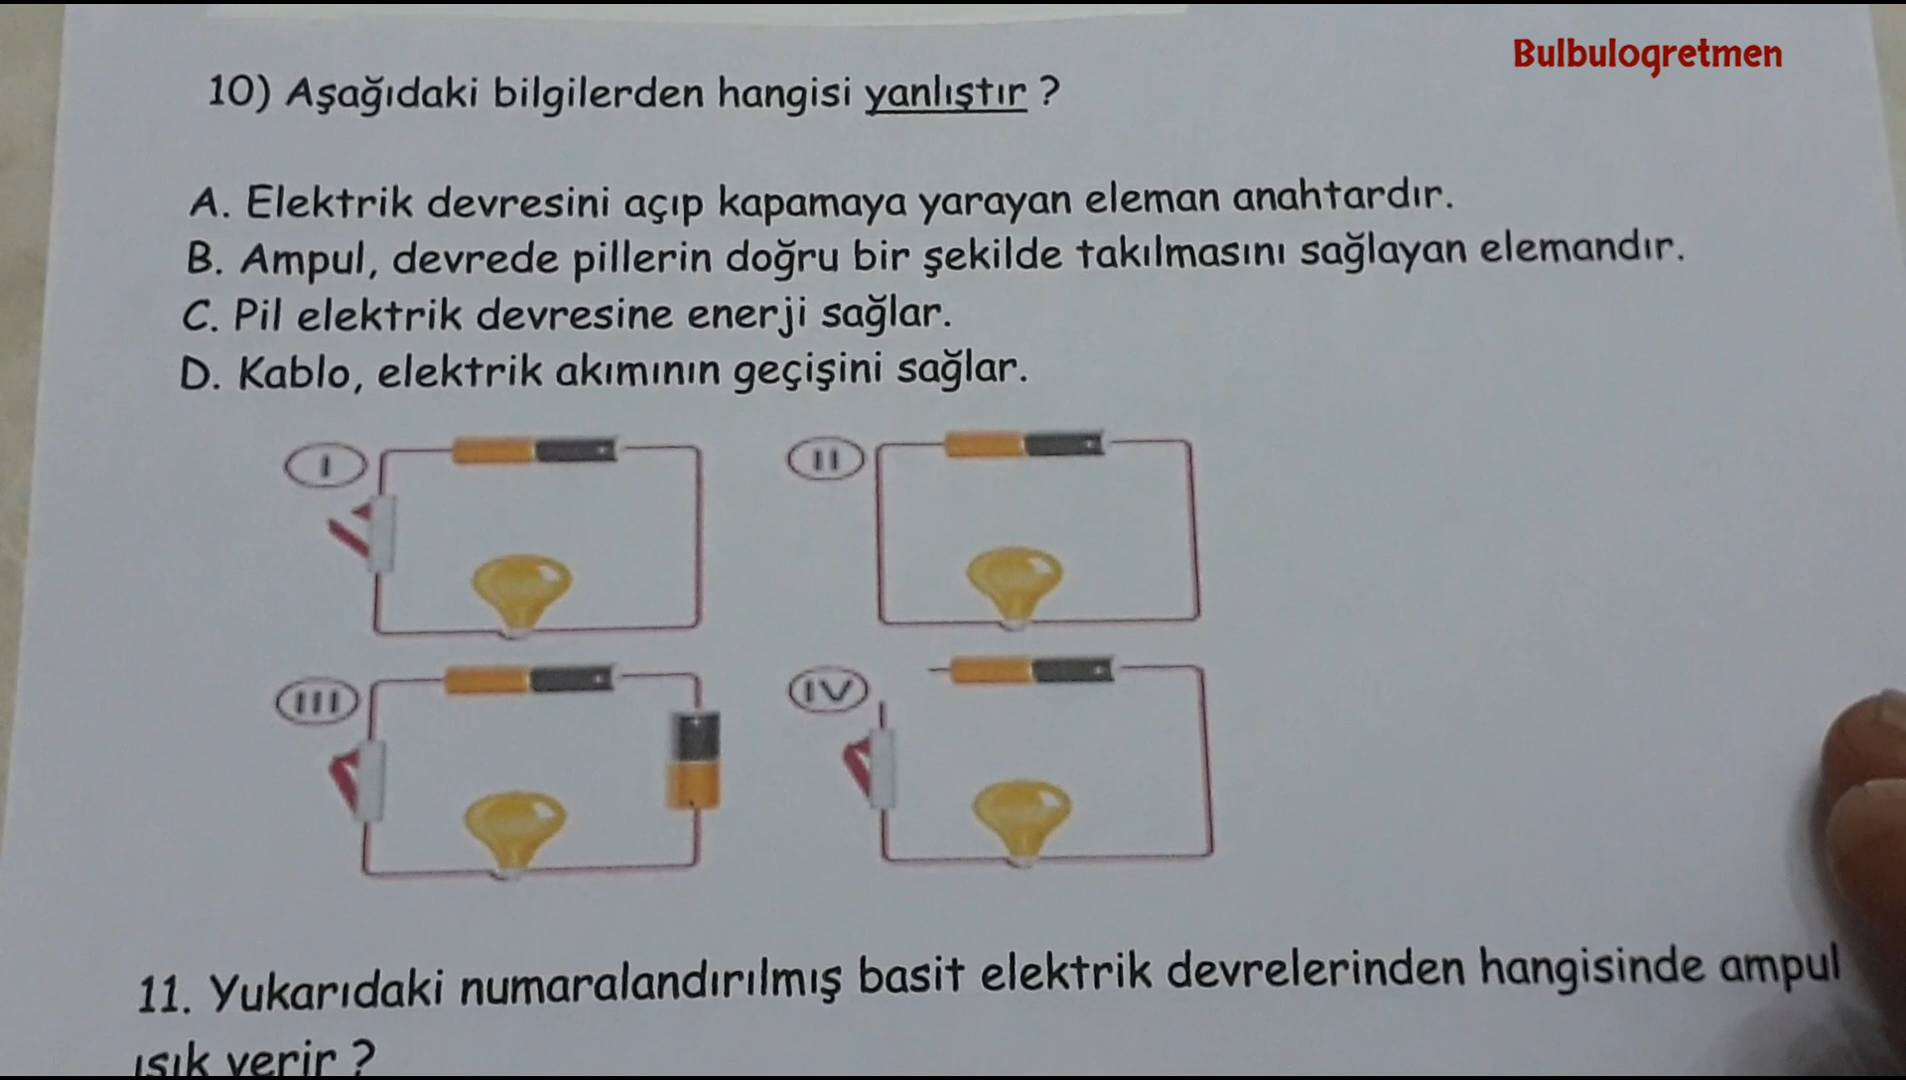 Bulbulogretmen
10) Aşağıdaki bilgilerden hangisi yanlıştır ?
A. Elektrik devresini açıp kapamaya yarayan eleman anahtardır.
B. Ampul, devrede pillerin doğru bir şekilde takılmasını sağlayan elemandır.
C. Pil elektrik devresine enerji sağlar.
D. Kablo, elektrik akımının geçişini sağlar.
I
II
III
IV
11. Yukarıdaki numaralandırılmış basit elektrik devrelerinden hangisinde ampul
ışık verir ?